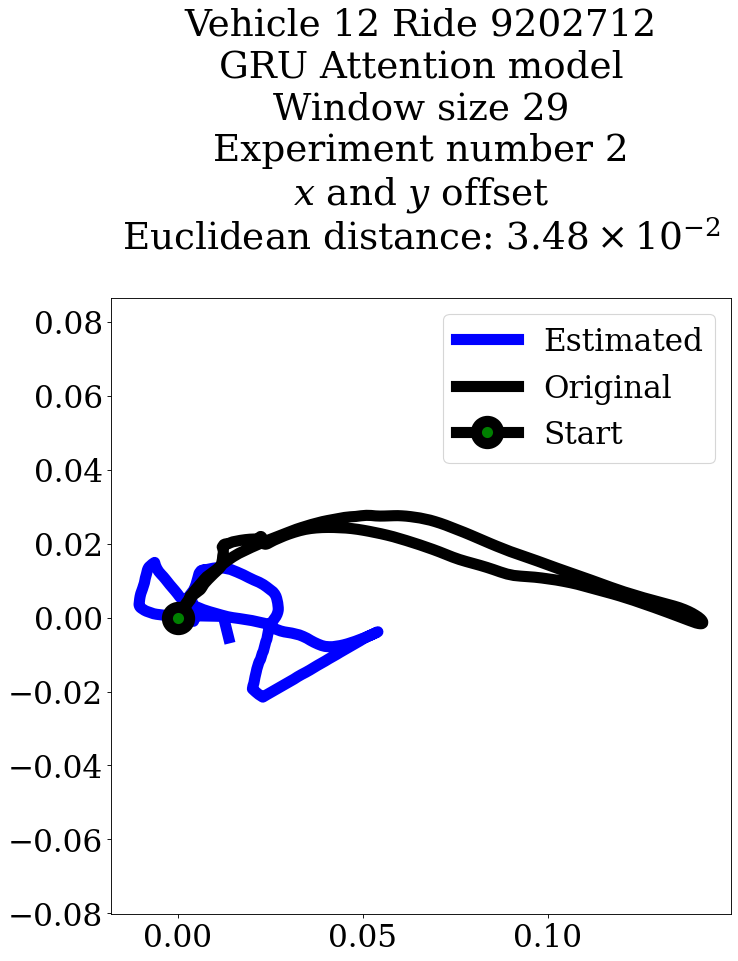 Vehicle 12 Ride 9202712
GRU Attention model
Window size 29
Experiment number 2
x and y offset
Euclidean distance: 3.48 × 10⁻²
Estimated
Original
Start
0.08
0.06
0.04
0.02
0.00
−0.02
−0.04
−0.06
−0.08
0.00 0.05 0.10